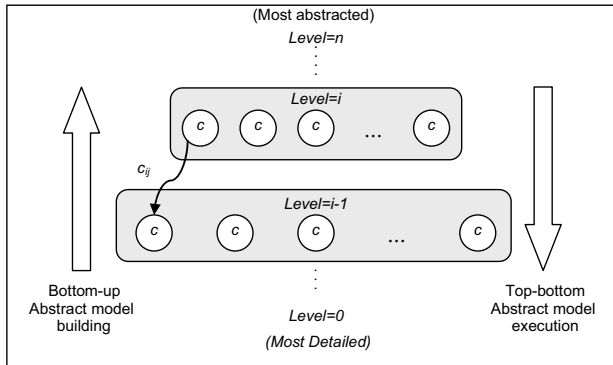 (Most abstracted)
Level=n
Level=i
c c c ... c
c_ij
Level=i-1
c c c ... c
Bottom-up
Abstract model
building
Level=0
(Most Detailed)
Top-bottom
Abstract model
execution